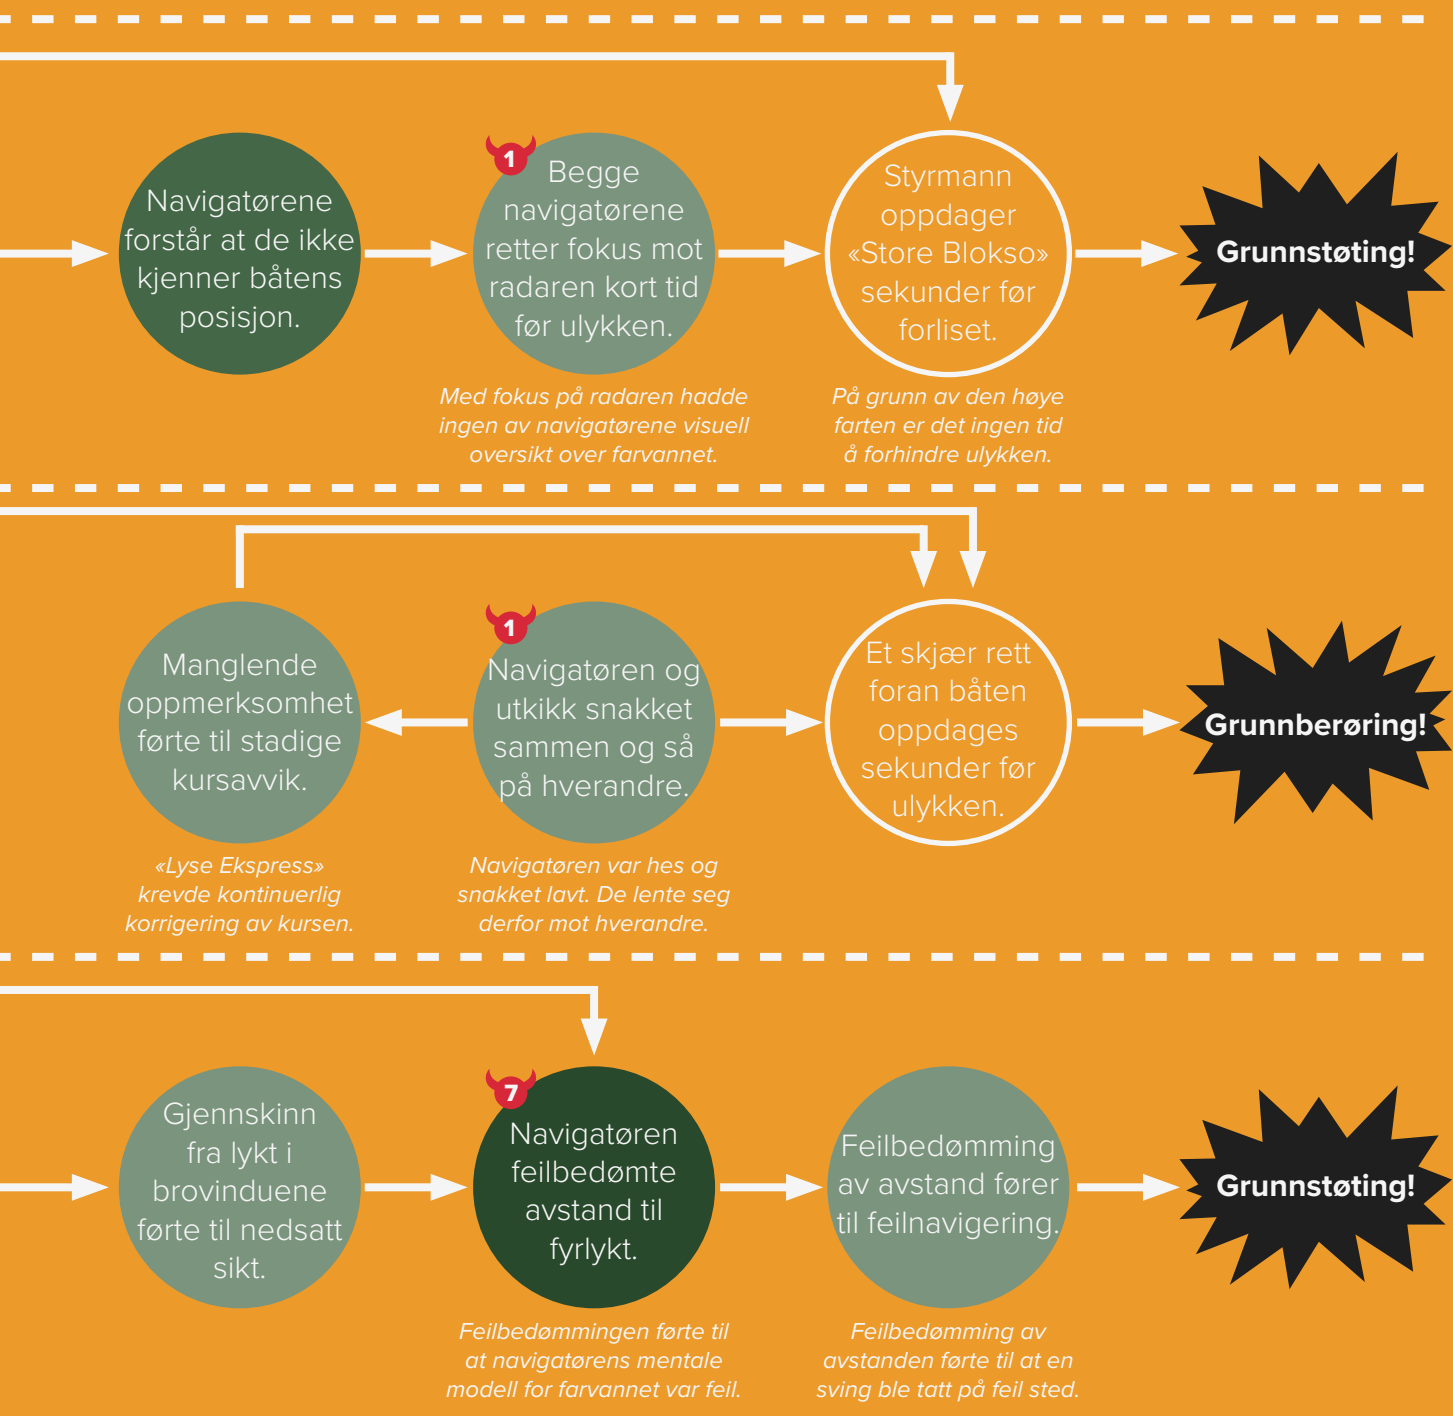 Navigatørene
forstår at de ikke
kjenner båtens
posisjon.
1
Begge
navigatørene
retter fokus mot
radaren kort tid
før ulykken.
Med fokus på radaren hadde
ingen av navigatørene visuell
oversikt over farvannet.
Styrmann
oppdager
«Store Blokso»
sekunder før
forliset.
På grunn av den høye
farten er det ingen tid
å forhindre ulykken.
Grunnstøting!
Manglende
oppmerksomhet
førte til stadige
kursavvik.
«Lyse Ekspress»
krevde kontinuerlig
korrigering av kursen.
1
Navigatøren og
utkikk snakket
sammen og så
på hverandre.
Navigatøren var hes og
snakket lavt. De lente seg
derfor mot hverandre.
Et skjær rett
foran båten
oppdages
sekunder før
ulykken.
Grunnberøring!
Gjennskinn
fra lykt i
brovinduene
førte til nedsatt
sikt.
7
Navigatøren
feilbedømte
avstand til
fyrlykt.
Feilbedømmingen førte til
at navigatørens mentale
modell for farvannet var feil.
Feilbedømming
av avstand fører
til feilnavigering.
Feilbedømming av
avstanden førte til at en
sving ble tatt på feil sted.
Grunnstøting!